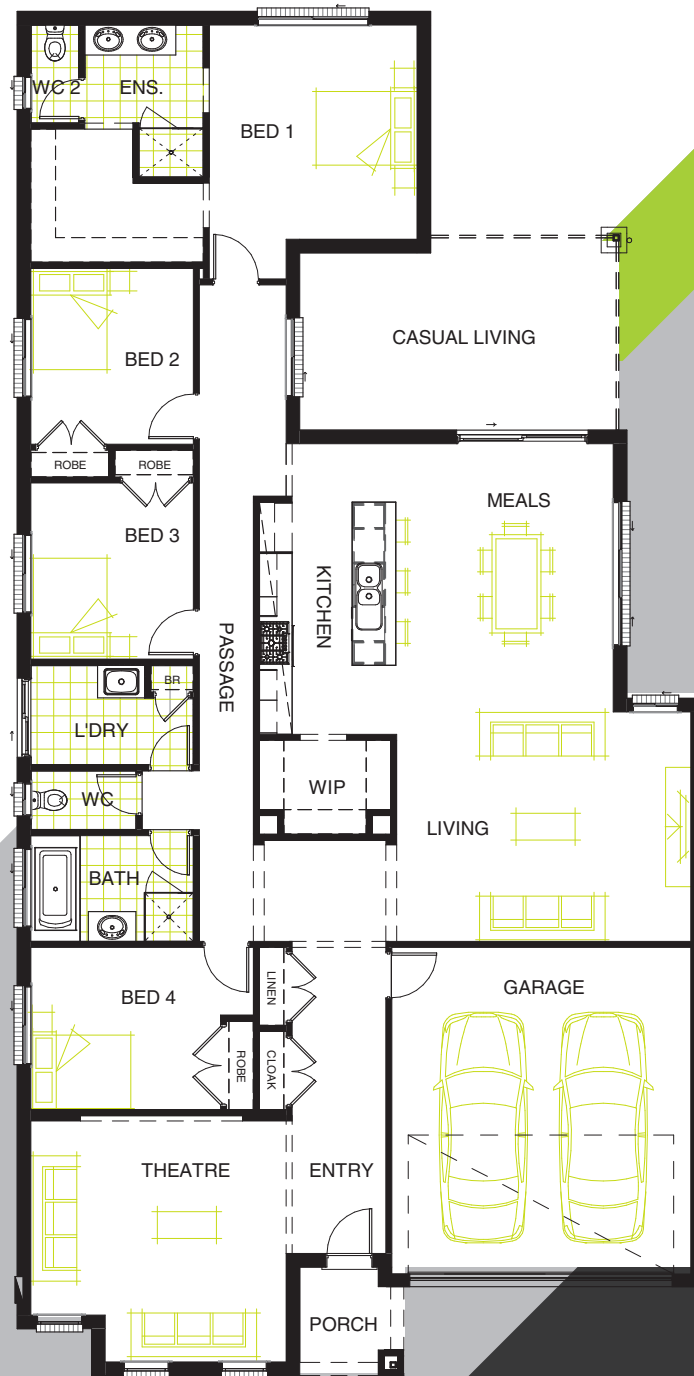 WC 2
ENS.
BED 1
CASUAL LIVING
BED 2
ROBE
ROBE
MEALS
BED 3
KITCHEN
PASSAGE
BR
L'DRY
WC
WIP
LIVING
BATH
BED 4
LINEN
GARAGE
ROBE
CLOAK
THEATRE
ENTRY
PORCH